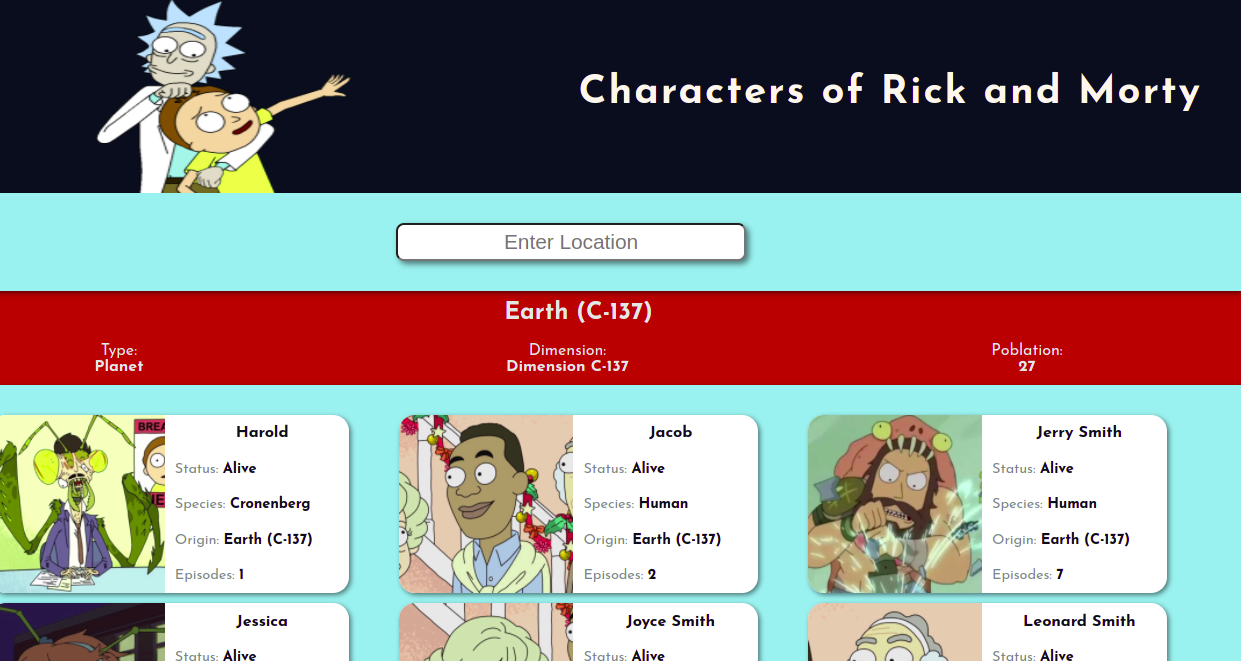 Characters of Rick and Morty
Enter Location
Earth (C-137)
Type:
Planet
Dimension:
Dimension C-137
Poblation:
27
BREA
Harold
Status: Alive
Species: Cronenberg
Origin: Earth (C-137)
Episodes: 1
Jacob
Status: Alive
Species: Human
Origin: Earth (C-137)
Episodes: 2
Jerry Smith
Status: Alive
Species: Human
Origin: Earth (C-137)
Episodes: 7
Jessica
Status: Alive
Joyce Smith
Status: Alive
Leonard Smith
Status: Alive